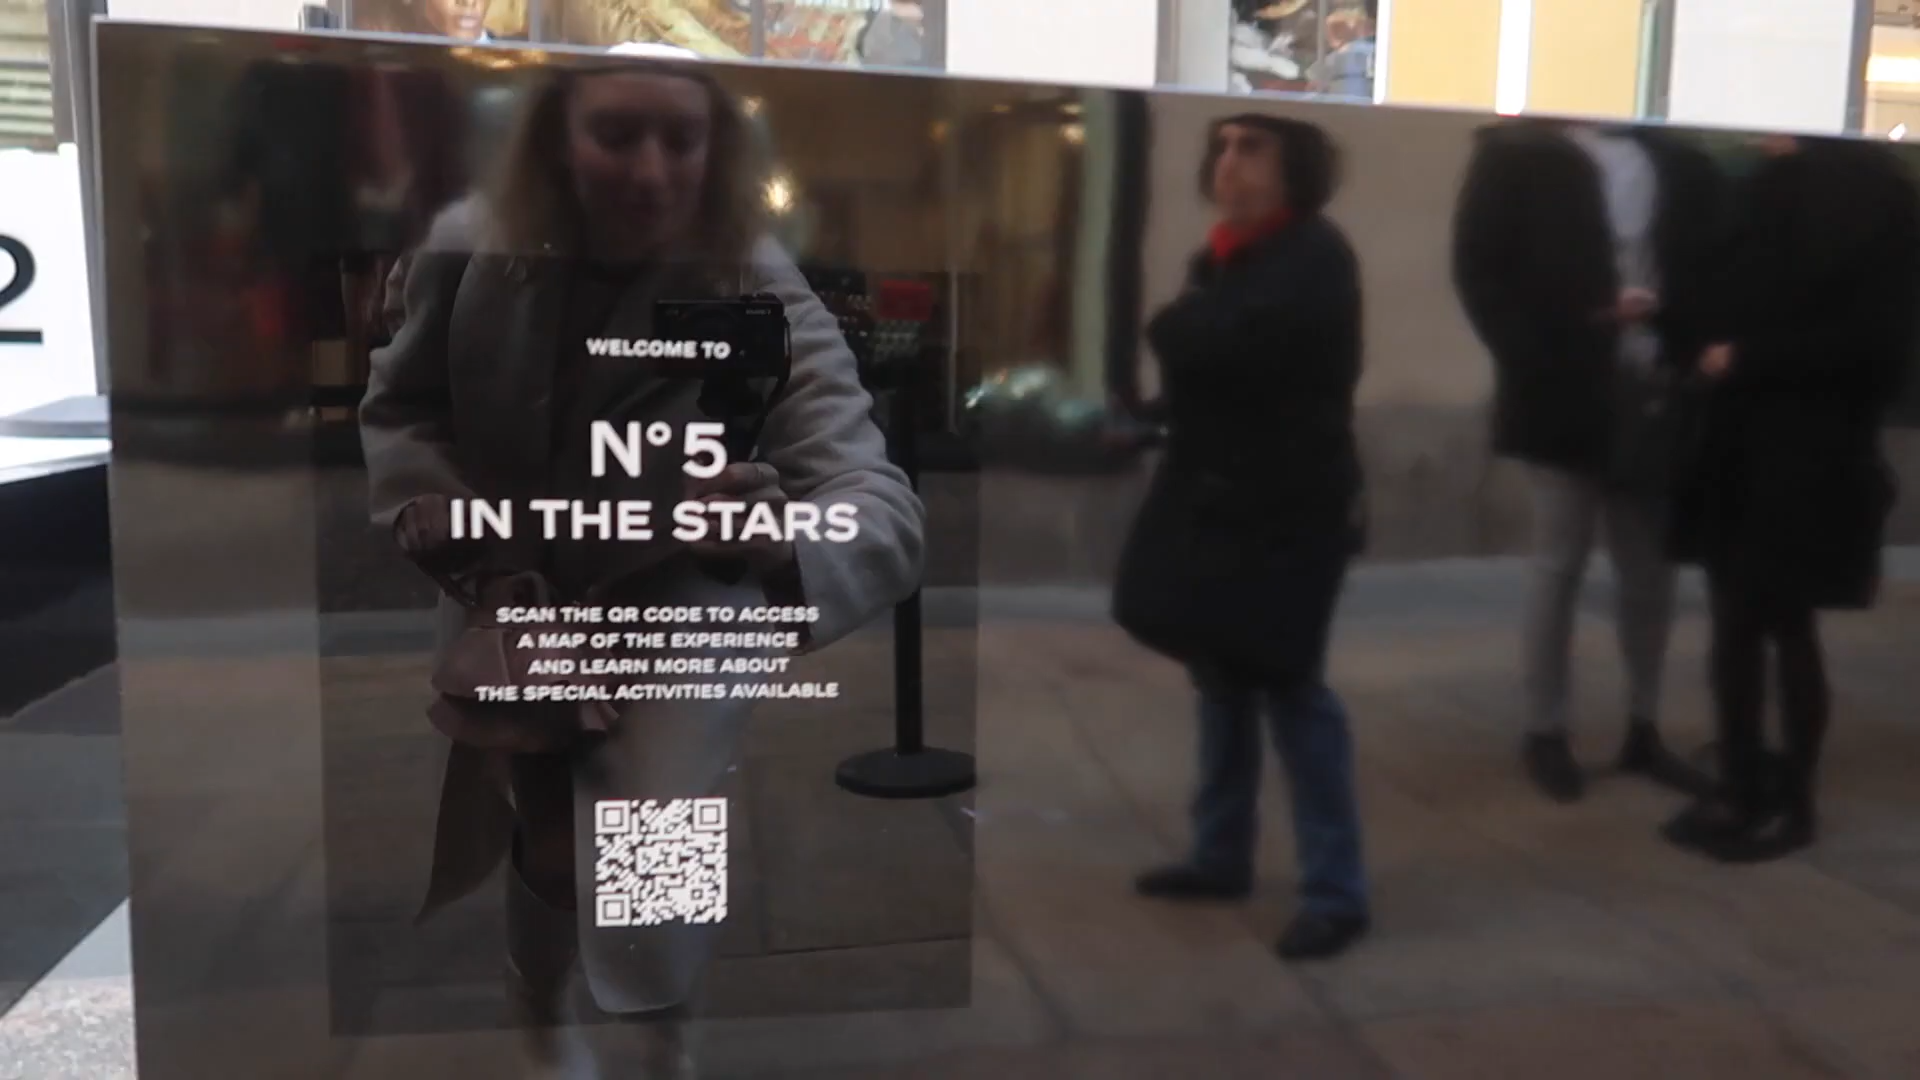 2
WELCOME TO
N°5
IN THE STARS
SCAN THE QR CODE TO ACCESS
A MAP OF THE EXPERIENCE
AND LEARN MORE ABOUT
THE SPECIAL ACTIVITIES AVAILABLE